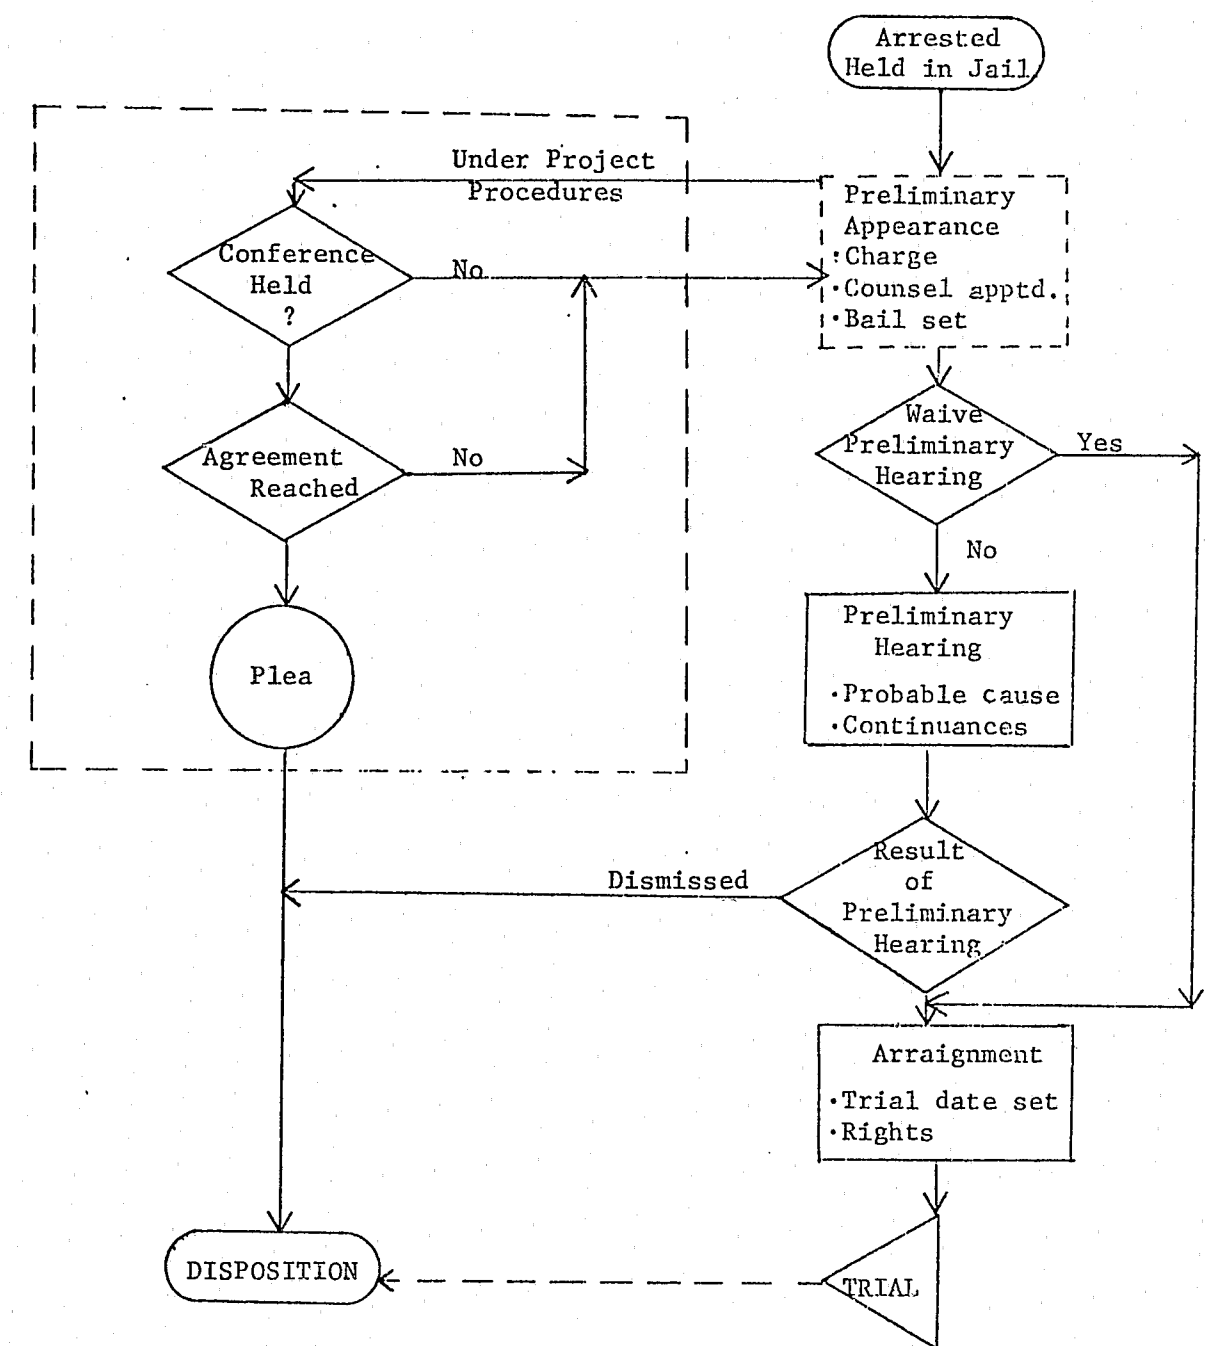 Arrested
Held in Jail
Under Project
Procedures
Preliminary
Appearance
·Charge
·Counsel apptd.
·Bail set
Conference
Held
?
No
Waive
Preliminary
Hearing
Yes
Agreement
Reached
No
No
Preliminary
Hearing
·Probable cause
·Continuances
Plea
Result
of
Preliminary
Hearing
Dismissed
Arraignment
·Trial date set
·Rights
DISPOSITION
TRIAL